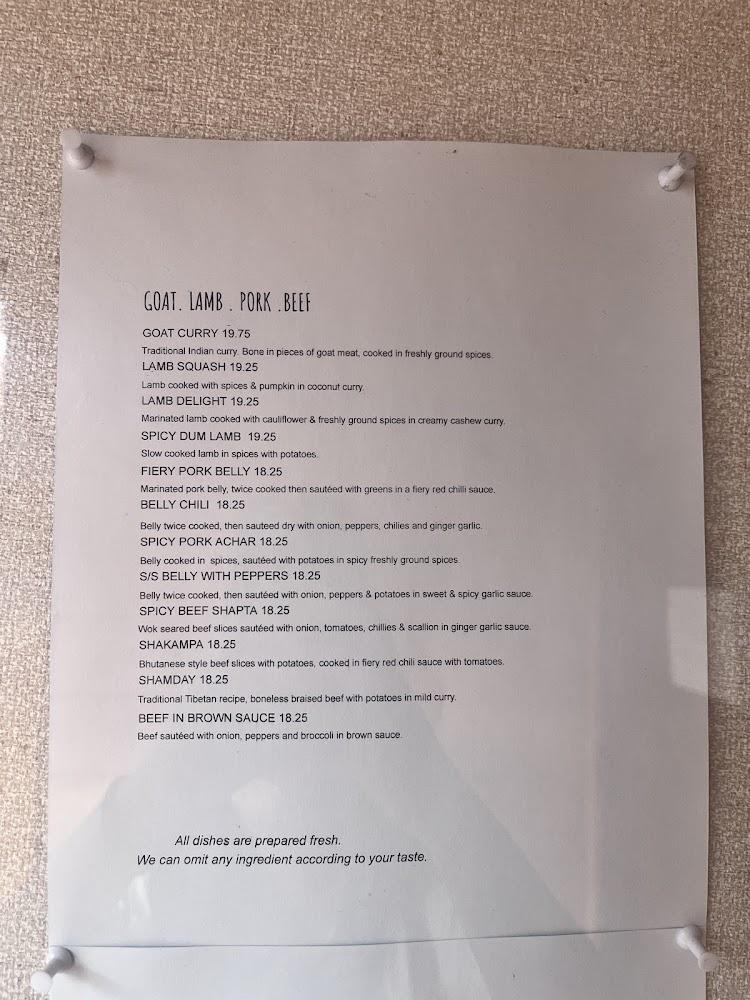 GOAT. LAMB . PORK .BEEF
GOAT CURRY 19.75
Traditional Indian curry. Bone in pieces of goat meat, cooked in freshly ground spices.
LAMB SQUASH 19.25
Lamb cooked with spices & pumpkin in coconut curry.
LAMB DELIGHT 19.25
Marinated lamb cooked with cauliflower & freshly ground spices in creamy cashew curry.
SPICY DUM LAMB 19.25
Slow cooked lamb in spices with potatoes.
FIERY PORK BELLY 18.25
Marinated pork belly, twice cooked then sautéed with greens in a fiery red chilli sauce.
BELLY CHILI 18.25
Belly twice cooked, then sauteed dry with onion, peppers, chilies and ginger garlic.
SPICY PORK ACHAR 18.25
Belly cooked in spices, sautéed with potatoes in spicy freshly ground spices.
S/S BELLY WITH PEPPERS 18.25
Belly twice cooked, then sautéed with onion, peppers & potatoes in sweet & spicy garlic sauce.
SPICY BEEF SHAPTA 18.25
Wok seared beef slices sautéed with onion, tomatoes, chillies & scallion in ginger garlic sauce.
SHAKAMPA 18.25
Bhutanese style beef slices with potatoes, cooked in fiery red chili sauce with tomatoes.
SHAMDAY 18.25
Traditional Tibetan recipe, boneless braised beef with potatoes in mild curry.
BEEF IN BROWN SAUCE 18.25
Beef sautéed with onion, peppers and broccoli in brown sauce.
All dishes are prepared fresh.
We can omit any ingredient according to your taste.